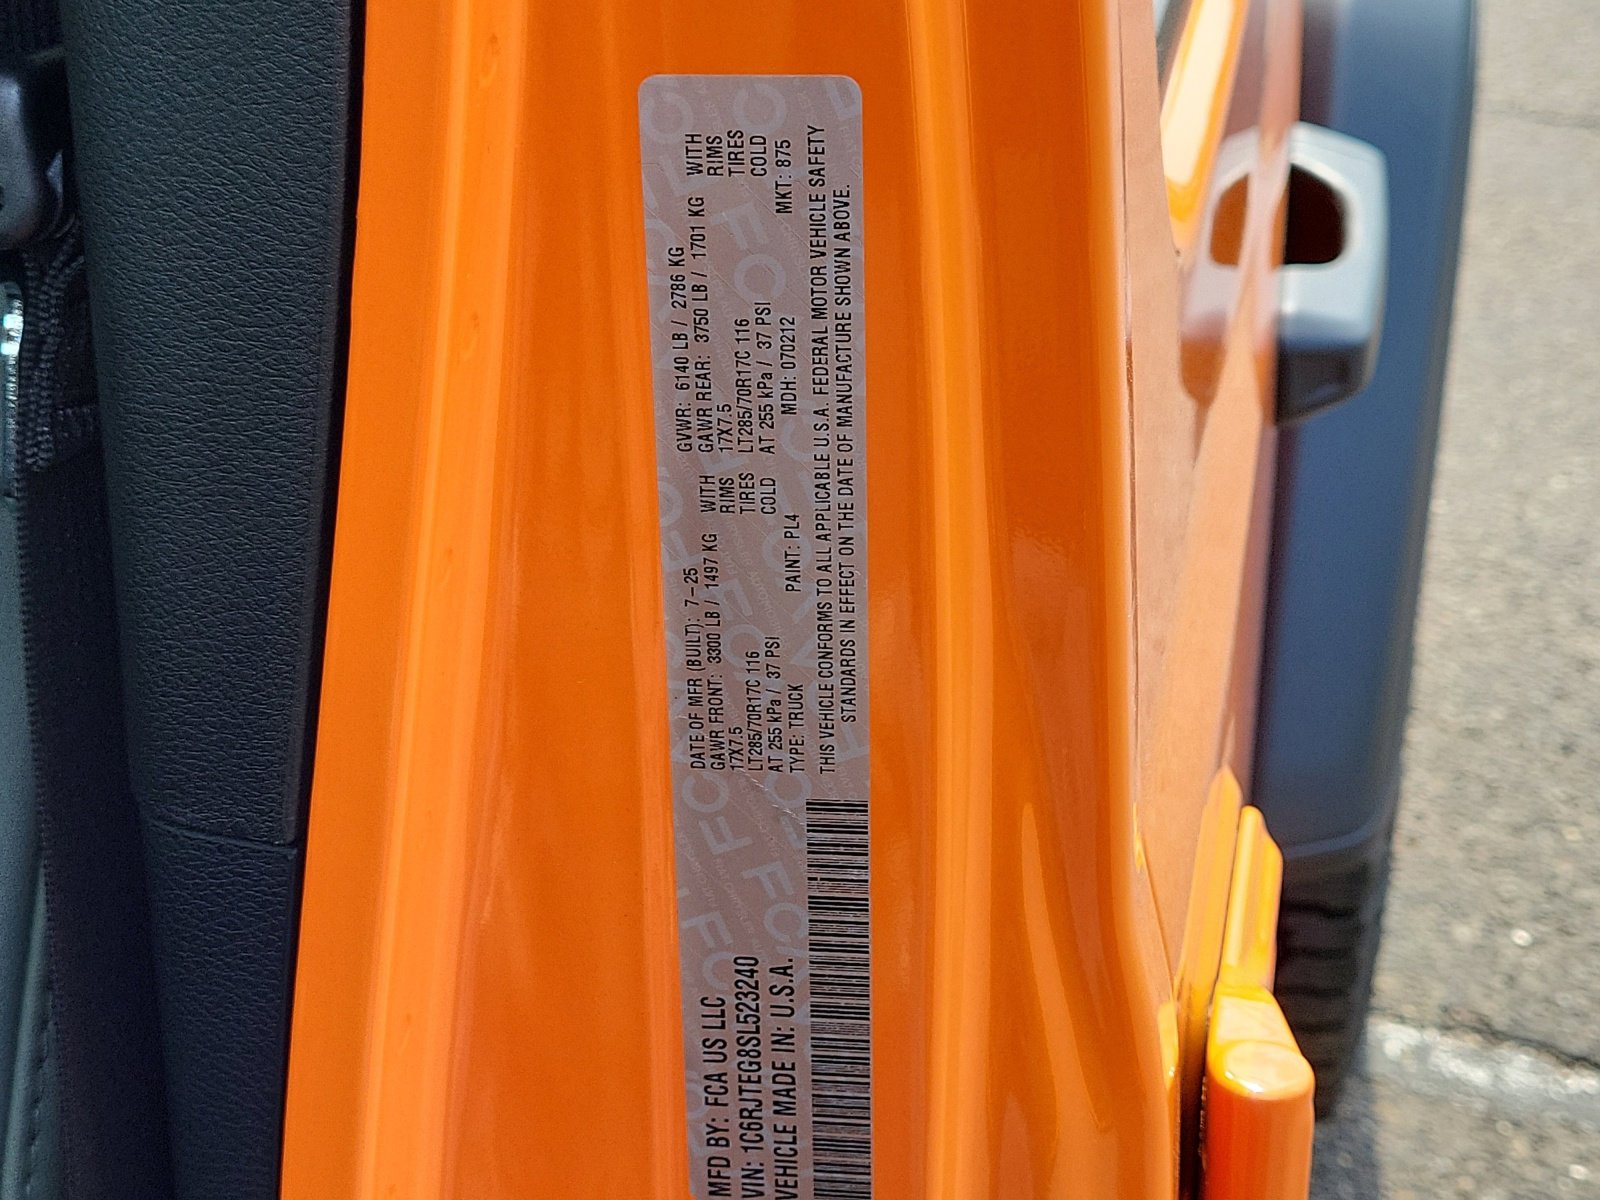 MFD BY: FCA US LLC
VIN: 1C6RJTEG8SL523240
VEHICLE MADE IN: U.S.A.
DATE OF MFR (BUILT): 7-25 GVWR: 6140 LB / 2786 KG
GAWR FRONT: 3300 LB / 1497 KG WITH GAWR REAR: 3750 LB / 1701 KG WITH
17X7.5 RIMS 17X7.5 RIMS
LT285/70R17C 116 TIRES LT285/70R17C 116 TIRES
AT 255 kPa / 37 PSI COLD AT 255 kPa / 37 PSI COLD
TYPE: TRUCK PAINT: PL4 MDH: 070212 MKT: 875
THIS VEHICLE CONFORMS TO ALL APPLICABLE U.S.A. FEDERAL MOTOR VEHICLE SAFETY
STANDARDS IN EFFECT ON THE DATE OF MANUFACTURE SHOWN ABOVE.